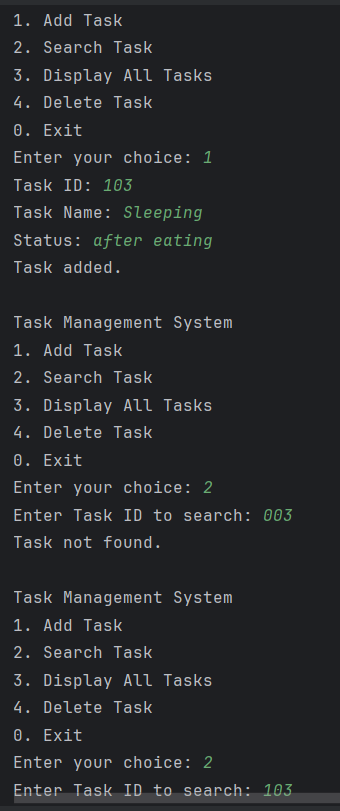 1. Add Task
2. Search Task
3. Display All Tasks
4. Delete Task
0. Exit
Enter your choice: 1
Task ID: 103
Task Name: Sleeping
Status: after eating
Task added.
Task Management System
1. Add Task
2. Search Task
3. Display All Tasks
4. Delete Task
0. Exit
Enter your choice: 2
Enter Task ID to search: 003
Task not found.
Task Management System
1. Add Task
2. Search Task
3. Display All Tasks
4. Delete Task
0. Exit
Enter your choice: 2
Enter Task ID to search: 103